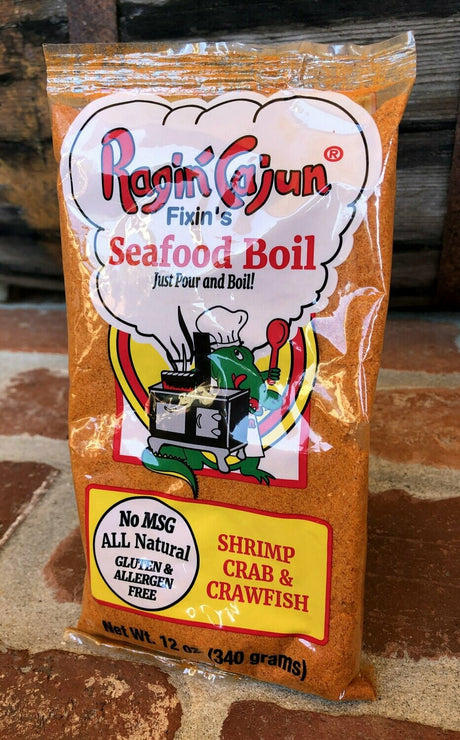 Ragin' Cajun ®
Fixin's
Seafood Boil
Just Pour and Boil!
No MSG
ALL Natural
GLUTEN &
ALLERGEN
FREE
SHRIMP
CRAB &
CRAWFISH
Net Wt. 12 oz (340 grams)